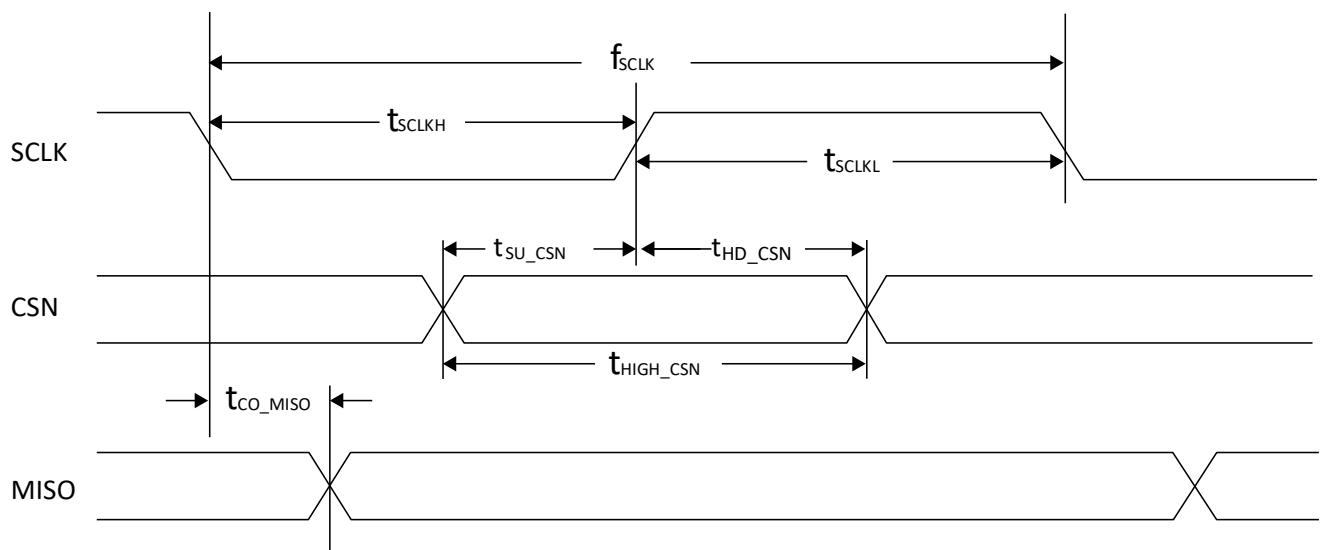 fSCLK
tSCLKH
SCLK
tSCLKL
tSU_CSN
tHD_CSN
CSN
tHIGH_CSN
tCO_MISO
MISO